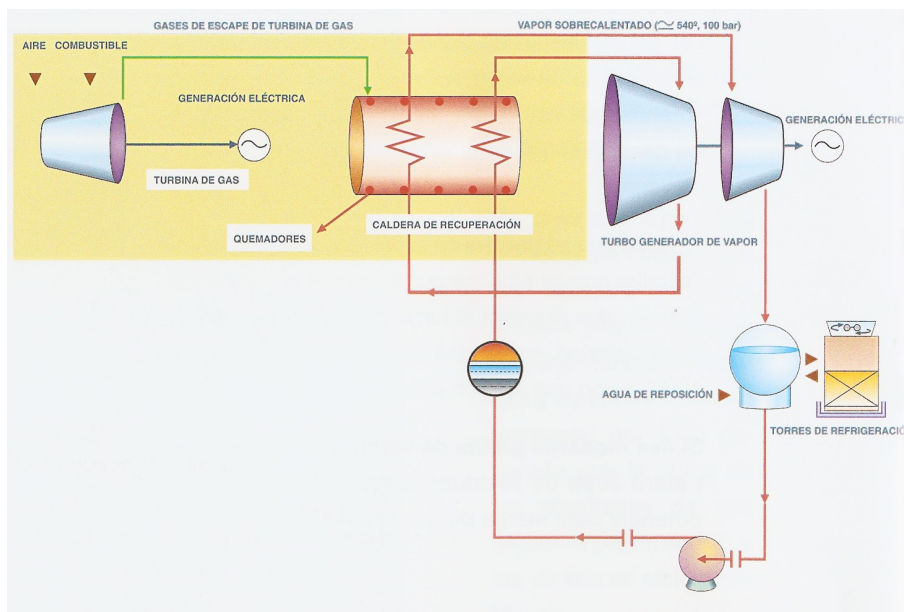 GASES DE ESCAPE DE TURBINA DE GAS
VAPOR SOBRECALENTADO (≃ 540º, 100 bar)
AIRE COMBUSTIBLE
GENERACIÓN ELÉCTRICA
GENERACIÓN ELÉCTRIC
TURBINA DE GAS
QUEMADORES
CALDERA DE RECUPERACIÓN
TURBO GENERADOR DE VAPOR
AGUA DE REPOSICIÓN
TORRES DE REFRIGERACIÓ